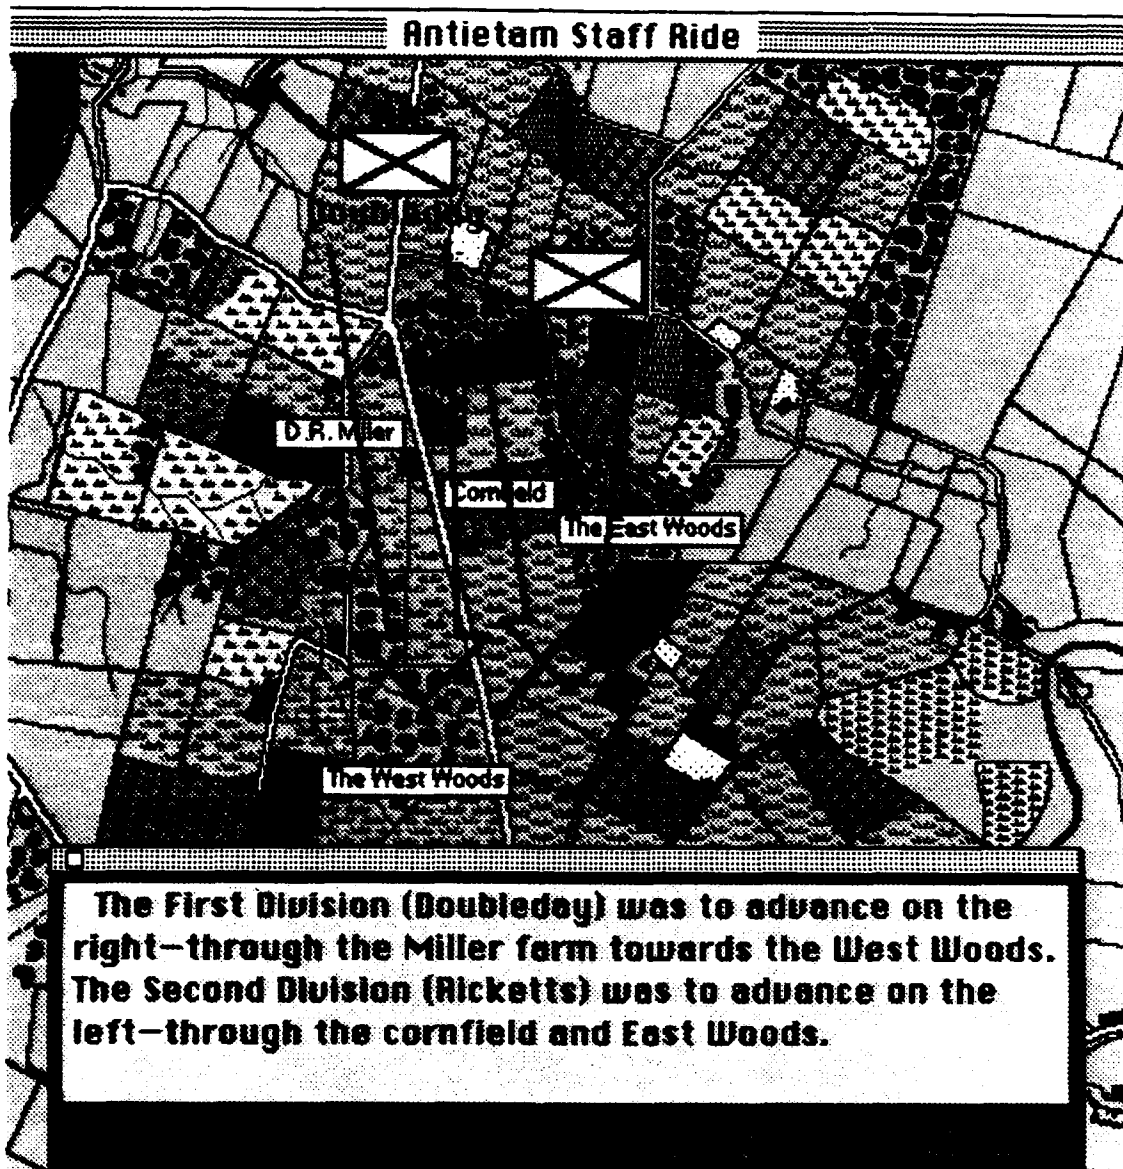 Antietam Staff Ride
Doubleday
D.R. Miller
Cornfield
The East Woods
The West Woods
The First Division (Doubleday) was to advance on the
right—through the Miller farm towards the West Woods.
The Second Division (Ricketts) was to advance on the
left—through the cornfield and East Woods.